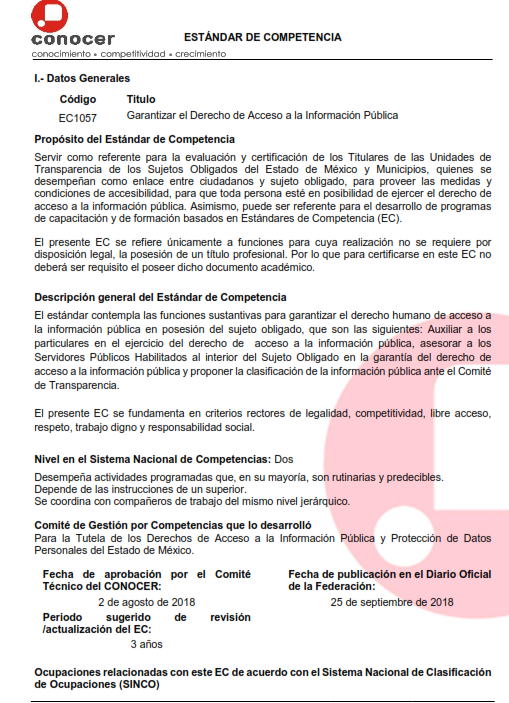 conocer
conocimiento • competitividad • crecimiento
ESTÁNDAR DE COMPETENCIA
I.- Datos Generales
Código Título
EC1057 Garantizar el Derecho de Acceso a la Información Pública
Propósito del Estándar de Competencia
Servir como referente para la evaluación y certificación de los Titulares de las Unidades de
Transparencia de los Sujetos Obligados del Estado de México y Municipios, quienes se
desempeñan como enlace entre ciudadanos y sujeto obligado, para proveer las medidas y
condiciones de accesibilidad, para que toda persona esté en posibilidad de ejercer el derecho de
acceso a la información pública. Asimismo, puede ser referente para el desarrollo de programas
de capacitación y de formación basados en Estándares de Competencia (EC).
El presente EC se refiere únicamente a funciones para cuya realización no se requiere por
disposición legal, la posesión de un título profesional. Por lo que para certificarse en este EC no
deberá ser requisito el poseer dicho documento académico.
Descripción general del Estándar de Competencia
El estándar contempla las funciones sustantivas para garantizar el derecho humano de acceso a
la información pública en posesión del sujeto obligado, que son las siguientes: Auxiliar a los
particulares en el ejercicio del derecho de acceso a la información pública, asesorar a los
Servidores Públicos Habilitados al interior del Sujeto Obligado en la garantía del derecho de
acceso a la información pública y proponer la clasificación de la información pública ante el Comité
de Transparencia.
El presente EC se fundamenta en criterios rectores de legalidad, competitividad, libre acceso,
respeto, trabajo digno y responsabilidad social.
Nivel en el Sistema Nacional de Competencias: Dos
Desempeña actividades programadas que, en su mayoría, son rutinarias y predecibles.
Depende de las instrucciones de un superior.
Se coordina con compañeros de trabajo del mismo nivel jerárquico.
Comité de Gestión por Competencias que lo desarrolló
Para la Tutela de los Derechos de Acceso a la Información Pública y Protección de Datos
Personales del Estado de México.
Fecha de aprobación por el Comité
Técnico del CONOCER:
2 de agosto de 2018
Periodo sugerido de revisión
/actualización del EC:
3 años
Fecha de publicación en el Diario Oficial
de la Federación:
25 de septiembre de 2018
Ocupaciones relacionadas con este EC de acuerdo con el Sistema Nacional de Clasificación
de Ocupaciones (SINCO)